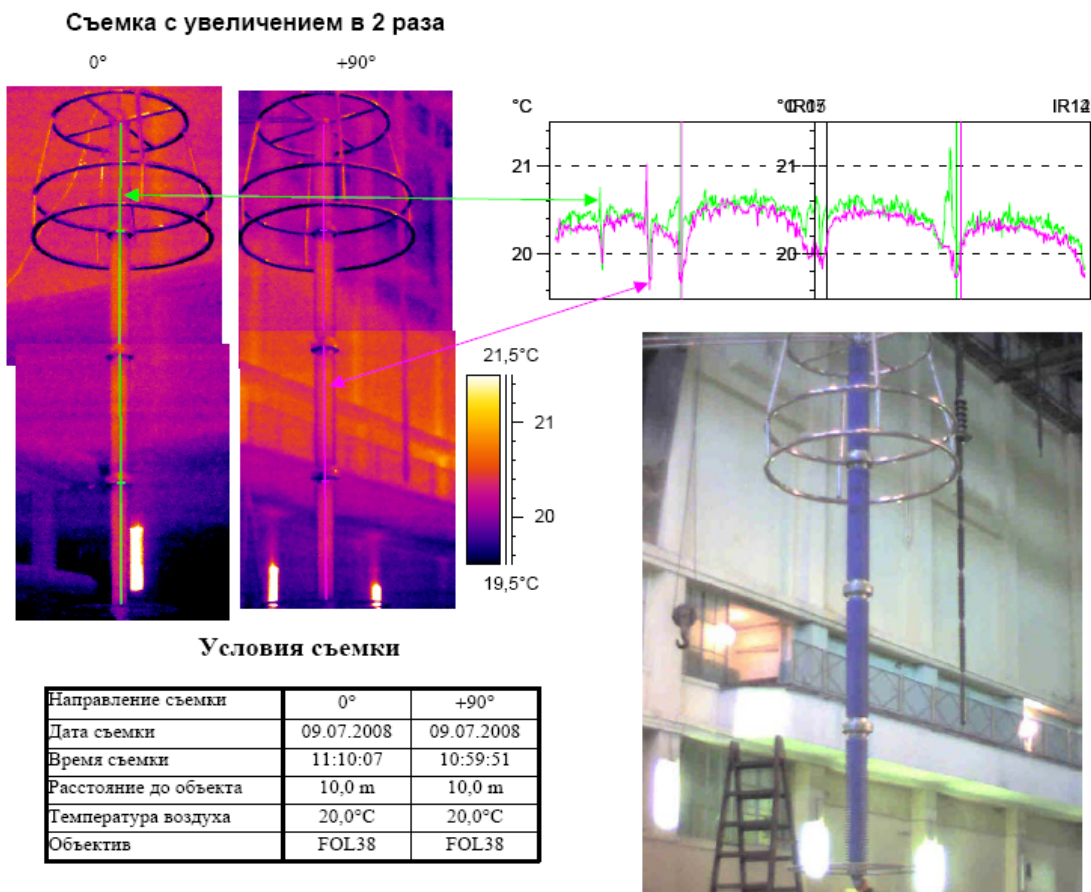 Съемка с увеличением в 2 раза
0° +90°
°C °C IR12
21 21
20 20
21,5°C
21
20
19,5°C
Условия съемки
Направление съемки 0° +90°
Дата съемки 09.07.2008 09.07.2008
Время съемки 11:10:07 10:59:51
Расстояние до объекта 10,0 m 10,0 m
Температура воздуха 20,0°C 20,0°C
Объектив FOL38 FOL38